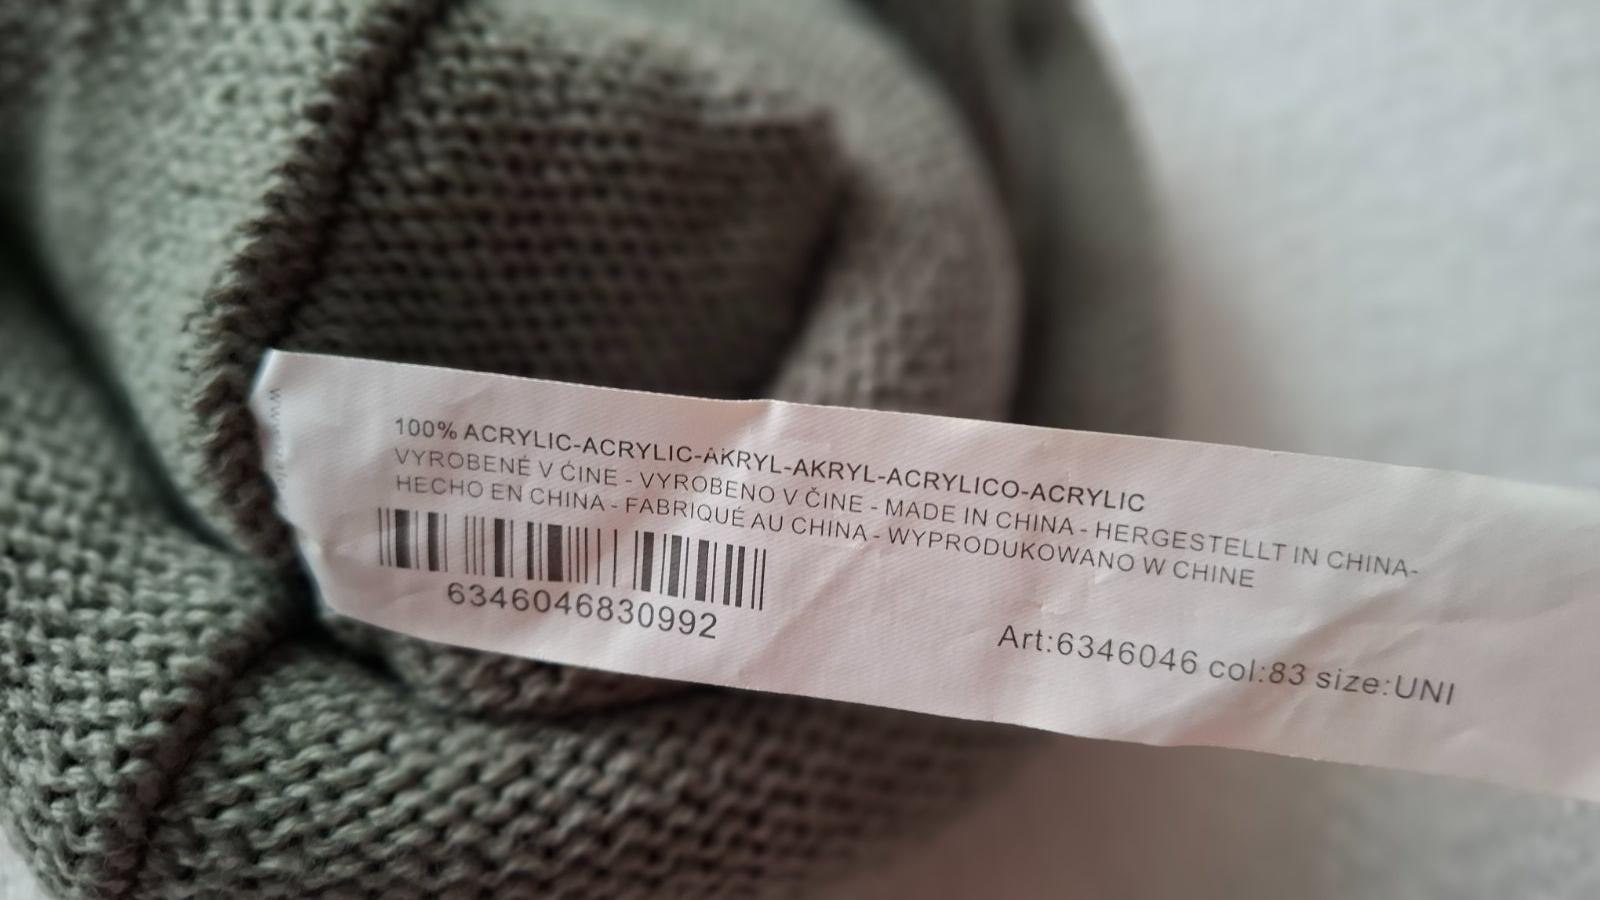 100% ACRYLIC-ACRYLIC-AKRYL-AKRYL-ACRYLICO-ACRYLIC
VYROBENÉ V ĆINE - VYROBENO V ČINE - MADE IN CHINA - HERGESTELLT IN CHINA-
HECHO EN CHINA - FABRIQUÉ AU CHINA - WYPRODUKOWANO W CHINE
6346046830992
Art:6346046 col:83 size:UNI